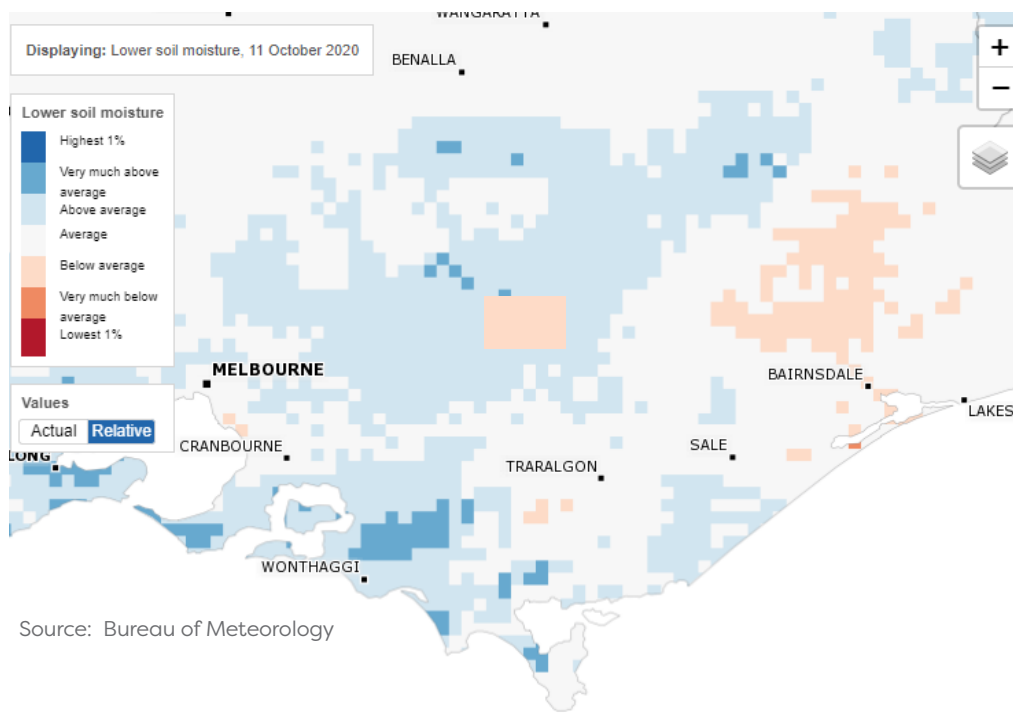 WANGARATTA
Displaying: Lower soil moisture, 11 October 2020
BENALLA
Lower soil moisture
Highest 1%
Very much above
average
Above average
Average
Below average
Very much below
average
Lowest 1%
+
−
MELBOURNE
BAIRNSDALE
LAKES
Values
Actual Relative
CRANBOURNE
LONG
SALE
TRARALGON
WONTHAGGI
Source: Bureau of Meteorology